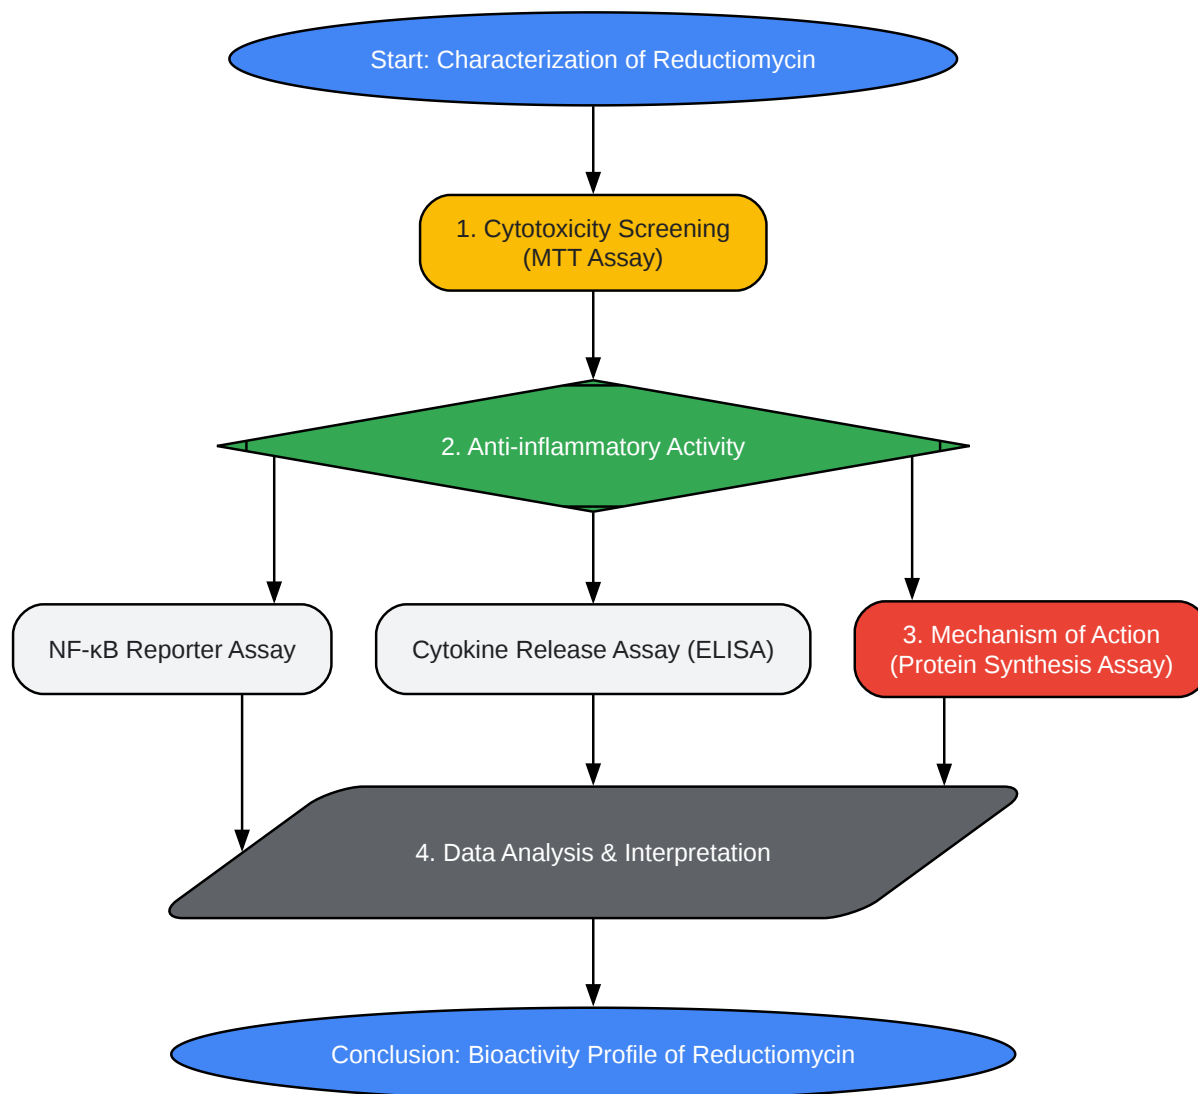 Start: Characterization of Reductiomycin
1. Cytotoxicity Screening
(MTT Assay)
2. Anti-inflammatory Activity
NF-κB Reporter Assay
Cytokine Release Assay (ELISA)
3. Mechanism of Action
(Protein Synthesis Assay)
4. Data Analysis & Interpretation
Conclusion: Bioactivity Profile of Reductiomycin